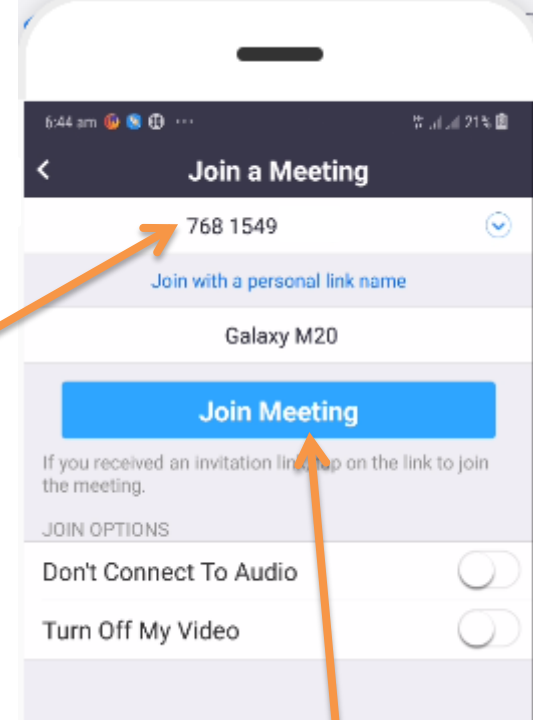 6:44 am ... 21%
Join a Meeting
768 1549
Join with a personal link name
Galaxy M20
Join Meeting
If you received an invitation link, tap on the link to join
the meeting.
JOIN OPTIONS
Don't Connect To Audio
Turn Off My Video